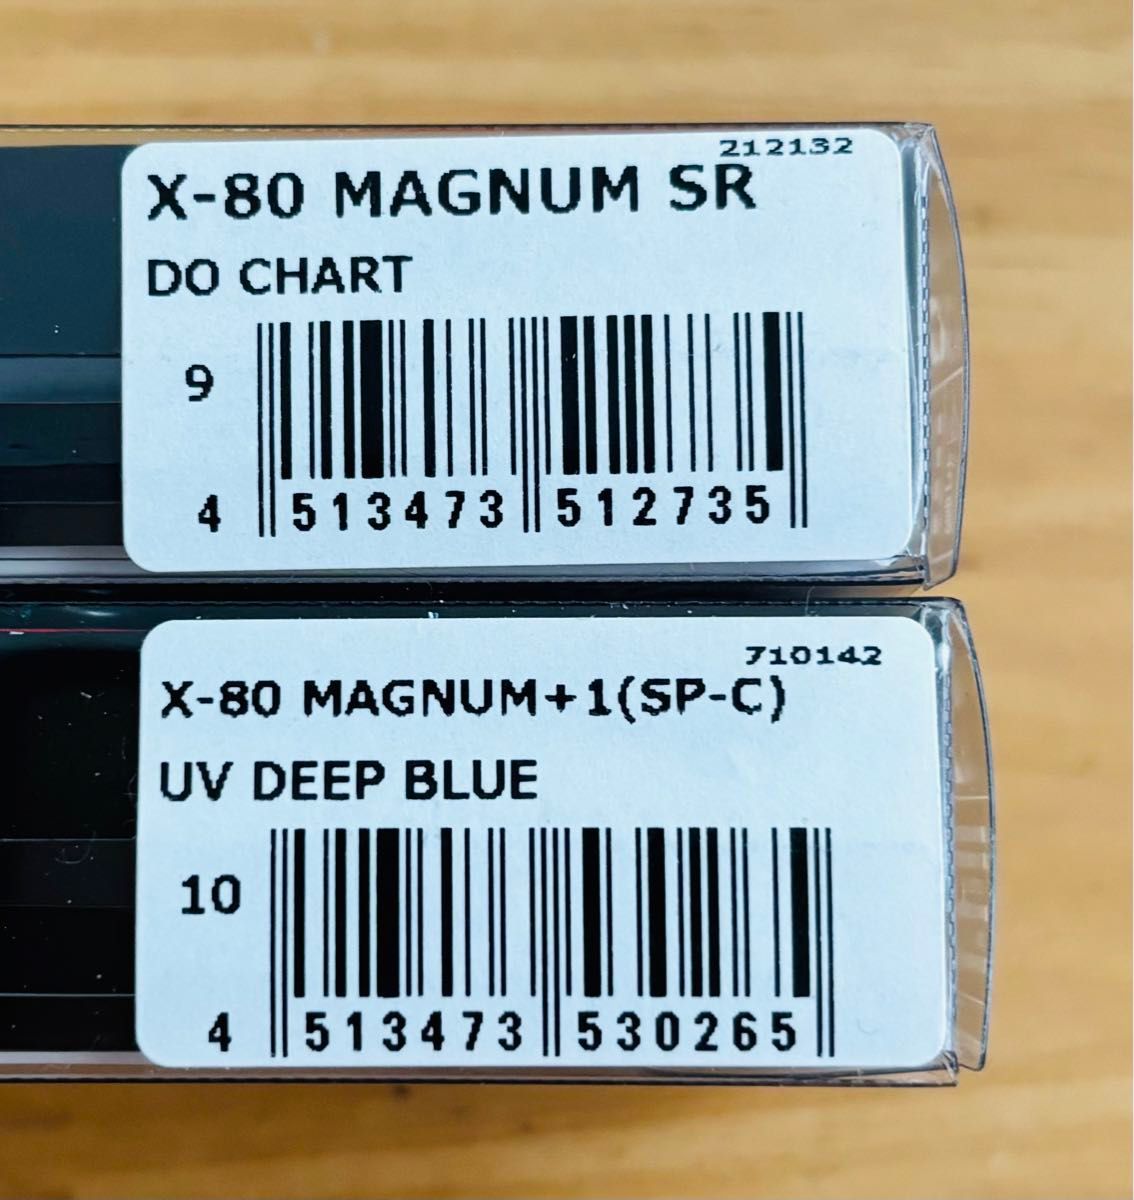 212132
X-80 MAGNUM SR
DO CHART
9
4 513473 512735
710142
X-80 MAGNUM+1(SP-C)
UV DEEP BLUE
10
4 513473 530265